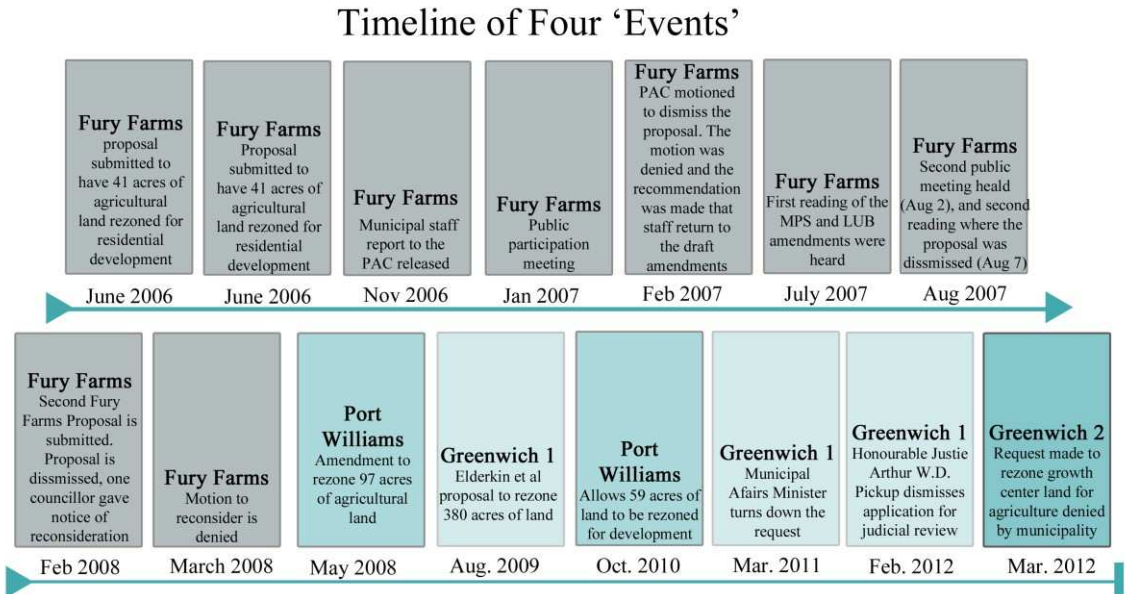 Timeline of Four ‘Events’
Fury Farms
proposal
submitted to
have 41 acres of
agricultural
land rezoned for
residential
development
June 2006
Fury Farms
Proposal
submitted to
have 41 acres of
agricultural
land rezoned for
residential
development
June 2006
Fury Farms
Municipal staff
report to the
PAC released
Nov 2006
Fury Farms
Public
participation
meeting
Jan 2007
Fury Farms
PAC motioned
to dismiss the
proposal. The
motion was
denied and the
recommendation
was made that
staff return to
the draft
amendments
Feb 2007
Fury Farms
First reading of the
MPS and LUB
amendments were
heard
July 2007
Fury Farms
Second public
meeting heald
(Aug 2), and second
reading where the
proposal was
dismissed (Aug 7)
Aug 2007
Fury Farms
Second Fury
Farms Proposal is
submitted.
Proposal is
dismissed, one
councillor gave
notice of
reconsideration
Feb 2008
Fury Farms
Motion to
reconsider is
denied
March 2008
Port
Williams
Amendment to
rezone 97 acres
of agricultural
land
May 2008
Greenwich 1
Elderkin et al
proposal to rezone
380 acres of land
Aug. 2009
Port
Williams
Allows 59 acres of
land to be rezoned
for development
Oct. 2010
Greenwich 1
Municipal
Afairs Minister
turns down the
request
Mar. 2011
Greenwich 1
Honourable Justie
Arthur W.D.
Pickup dismisses
application for
judicial review
Feb. 2012
Greenwich 2
Request made to
rezone growth
center land for
agriculture denied
by municipality
Mar. 2012